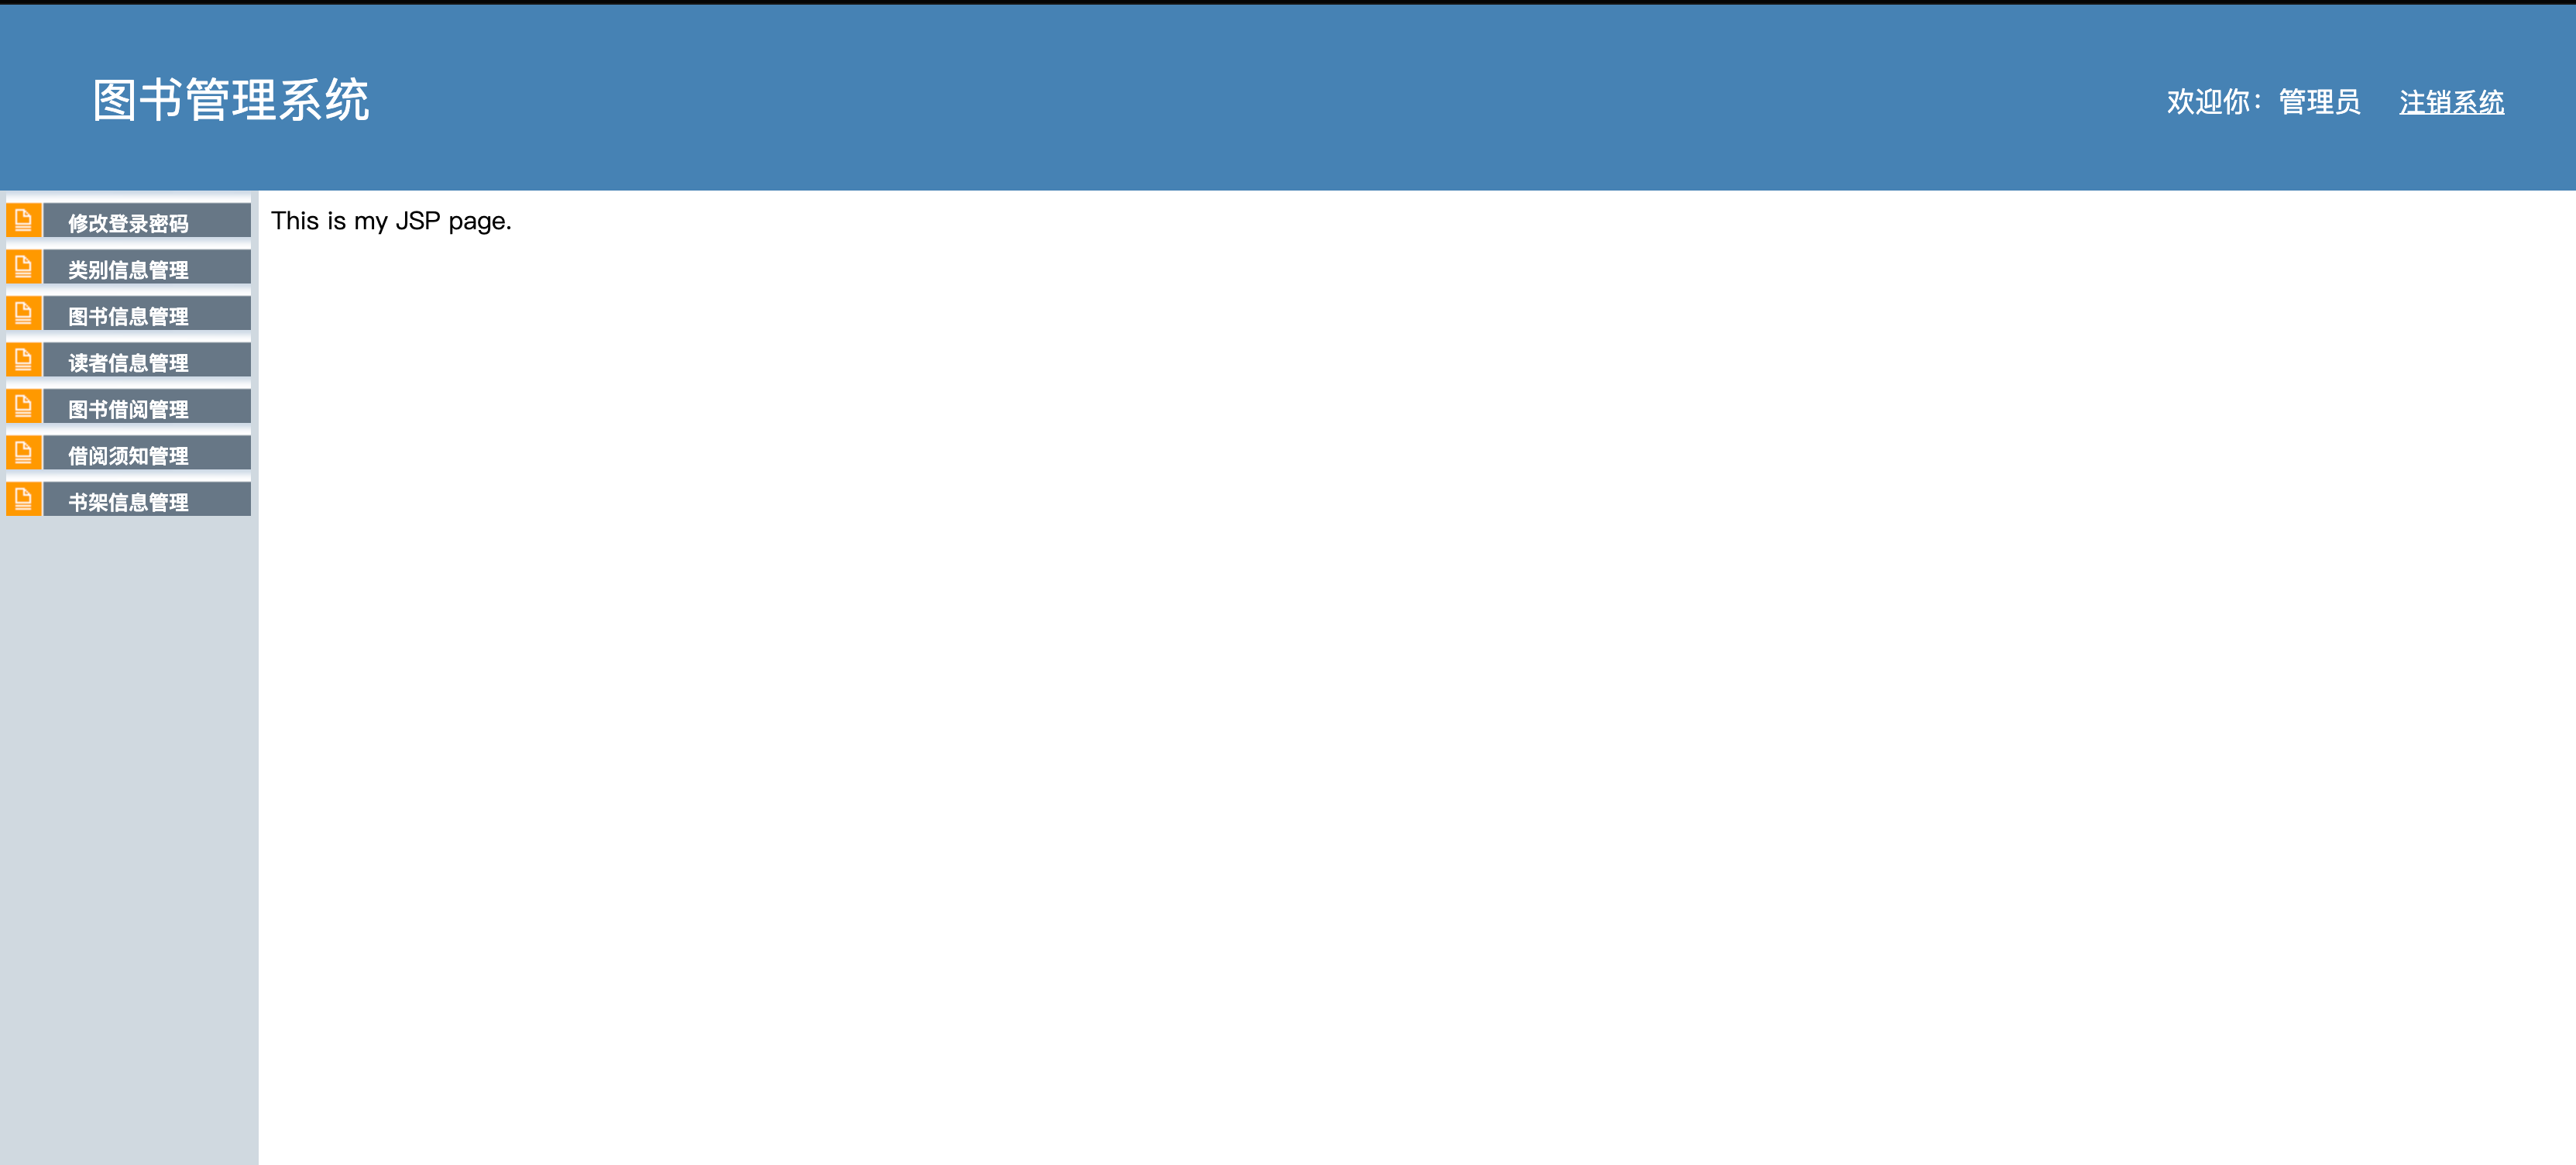 图书管理系统
欢迎你：管理员 注销系统
修改登录密码
类别信息管理
图书信息管理
读者信息管理
图书借阅管理
借阅须知管理
书架信息管理
This is my JSP page.